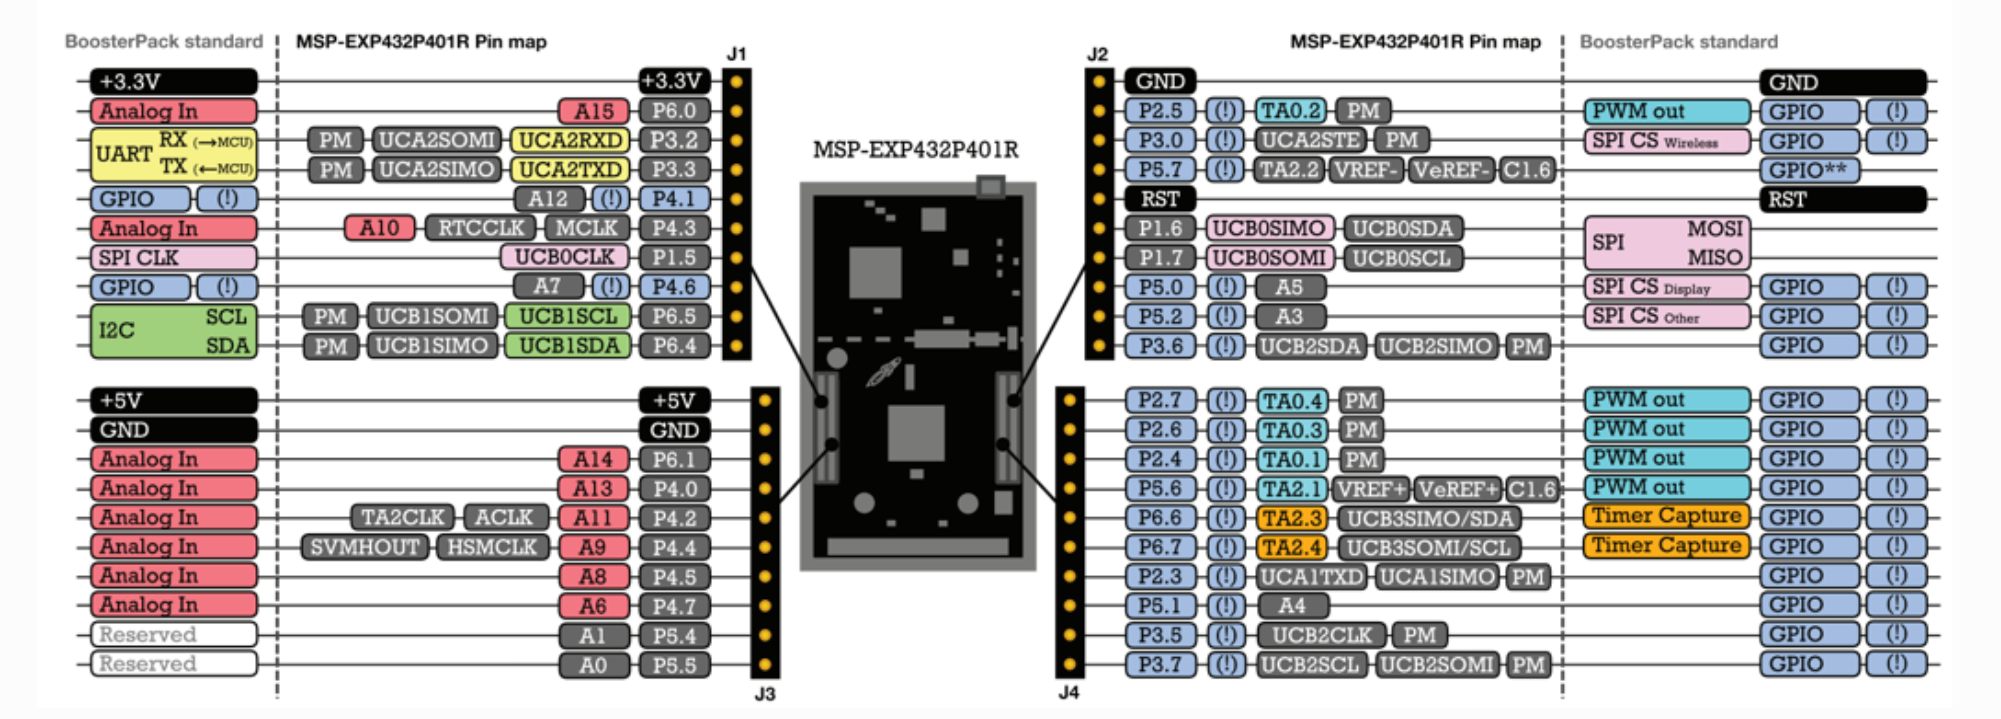 BoosterPack standard MSP-EXP432P401R Pin map
J1
+3.3V +3.3V
Analog In A15 P6.0
UART RX (→MCU) PM UCA2SOMI UCA2RXD P3.2
TX (←MCU) PM UCA2SIMO UCA2TXD P3.3
GPIO (!) A12 (!) P4.1
Analog In A10 RTCCLK MCLK P4.3
SPI CLK UCB0CLK P1.5
GPIO (!) A7 (!) P4.6
I2C SCL PM UCB1SOMI UCB1SCL P6.5
SDA PM UCB1SIMO UCB1SDA P6.4
+5V +5V
GND GND
Analog In A14 P6.1
Analog In A13 P4.0
Analog In TA2CLK ACLK A11 P4.2
Analog In SVMHOUT HSMCLK A9 P4.4
Analog In A8 P4.5
Analog In A6 P4.7
Reserved A1 P5.4
Reserved A0 P5.5
J3
MSP-EXP432P401R
MSP-EXP432P401R Pin map BoosterPack standard
J2
GND GND
P2.5 (!) TA0.2 PM PWM out GPIO (!)
P3.0 (!) UCA2STE PM SPI CS Wireless GPIO (!)
P5.7 (!) TA2.2 VREF- VeREF- C1.6 GPIO**
RST RST
P1.6 UCB0SIMO UCB0SDA SPI MOSI
P1.7 UCB0SOMI UCB0SCL MISO
P5.0 (!) A5 SPI CS Display GPIO (!)
P5.2 (!) A3 SPI CS Other GPIO (!)
P3.6 (!) UCB2SDA UCB2SIMO PM GPIO (!)
P2.7 (!) TA0.4 PM PWM out GPIO (!)
P2.6 (!) TA0.3 PM PWM out GPIO (!)
P2.4 (!) TA0.1 PM PWM out GPIO (!)
P5.6 (!) TA2.1 VREF+ VeREF+ C1.6 PWM out GPIO (!)
P6.6 (!) TA2.3 UCB3SIMO/SDA Timer Capture GPIO (!)
P6.7 (!) TA2.4 UCB3SOMI/SCL Timer Capture GPIO (!)
P2.3 (!) UCA1TXD UCA1SIMO PM GPIO (!)
P5.1 (!) A4 GPIO (!)
P3.5 (!) UCB2CLK PM GPIO (!)
P3.7 (!) UCB2SCL UCB2SOMI PM GPIO (!)
J4